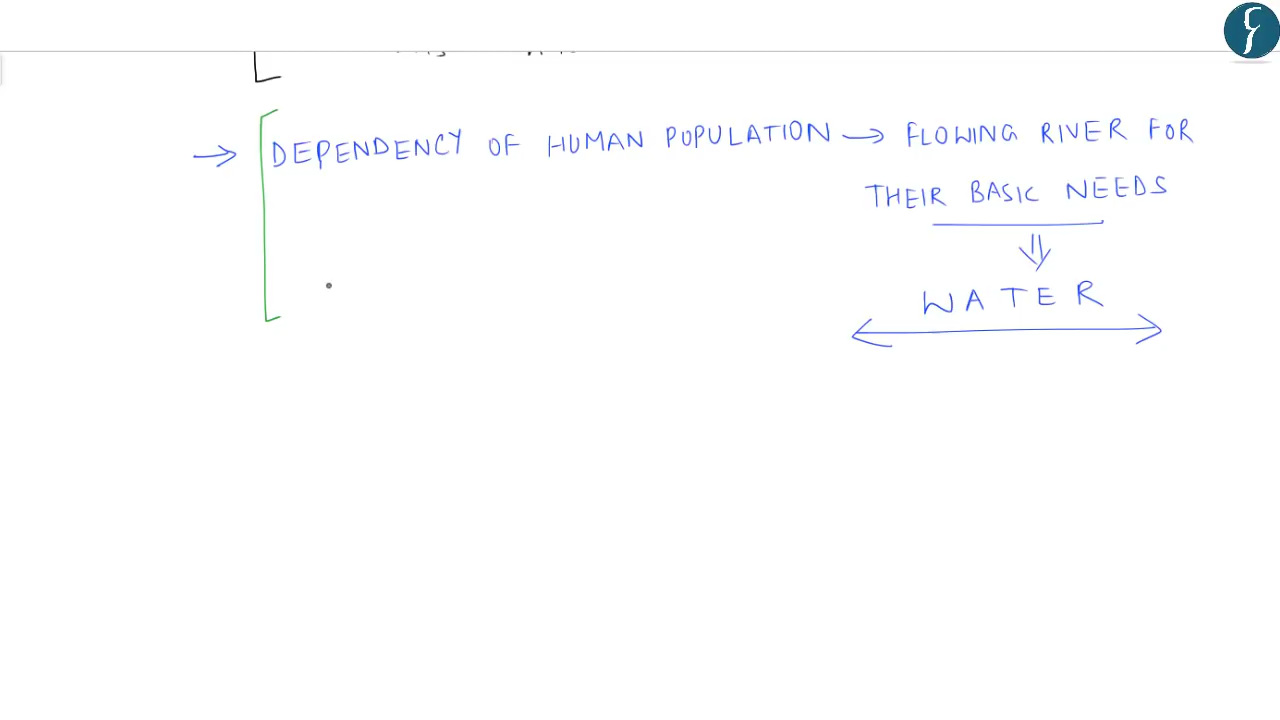 → DEPENDENCY OF HUMAN POPULATION → FLOWING RIVER FOR
THEIR BASIC NEEDS
⇓
WATER